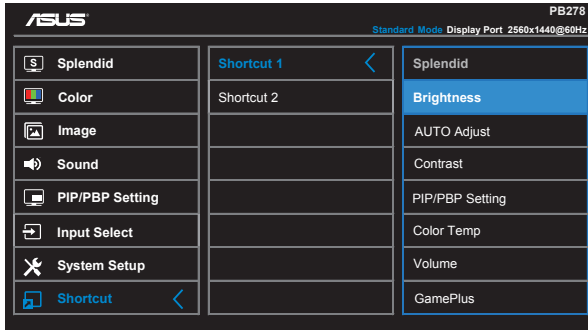 ASUS
PB278
Standard Mode Display Port 2560x1440@60Hz
S Splendid
Color
Image
Sound
PIP/PBP Setting
Input Select
System Setup
Shortcut
Shortcut 1
Shortcut 2
Splendid
Brightness
AUTO Adjust
Contrast
PIP/PBP Setting
Color Temp
Volume
GamePlus